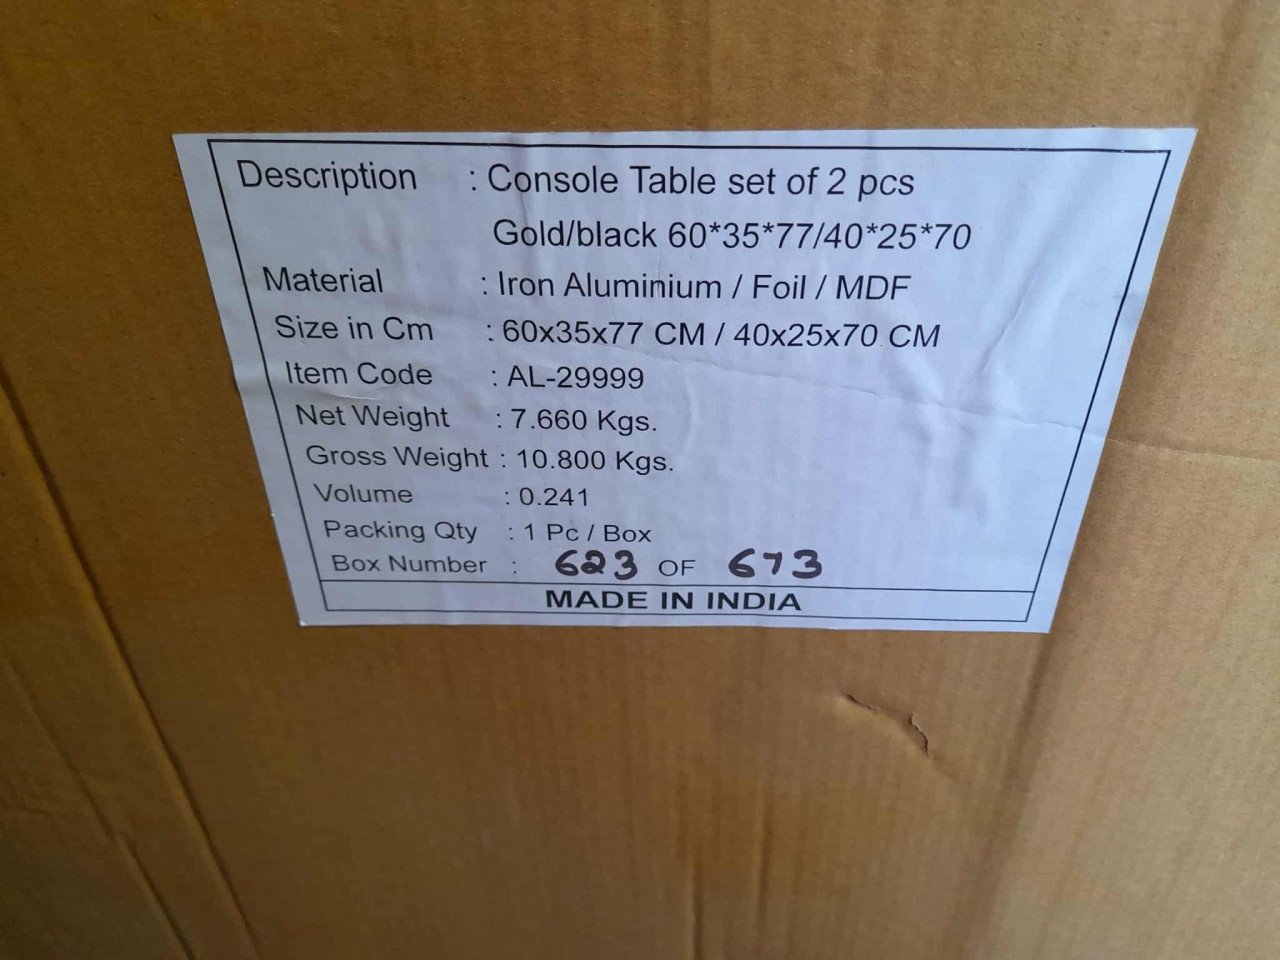 Description : Console Table set of 2 pcs
Gold/black 60*35*77/40*25*70
Material : Iron Aluminium / Foil / MDF
Size in Cm : 60x35x77 CM / 40x25x70 CM
Item Code : AL-29999
Net Weight : 7.660 Kgs.
Gross Weight : 10.800 Kgs.
Volume : 0.241
Packing Qty : 1 Pc / Box
Box Number : 623 OF 673
MADE IN INDIA